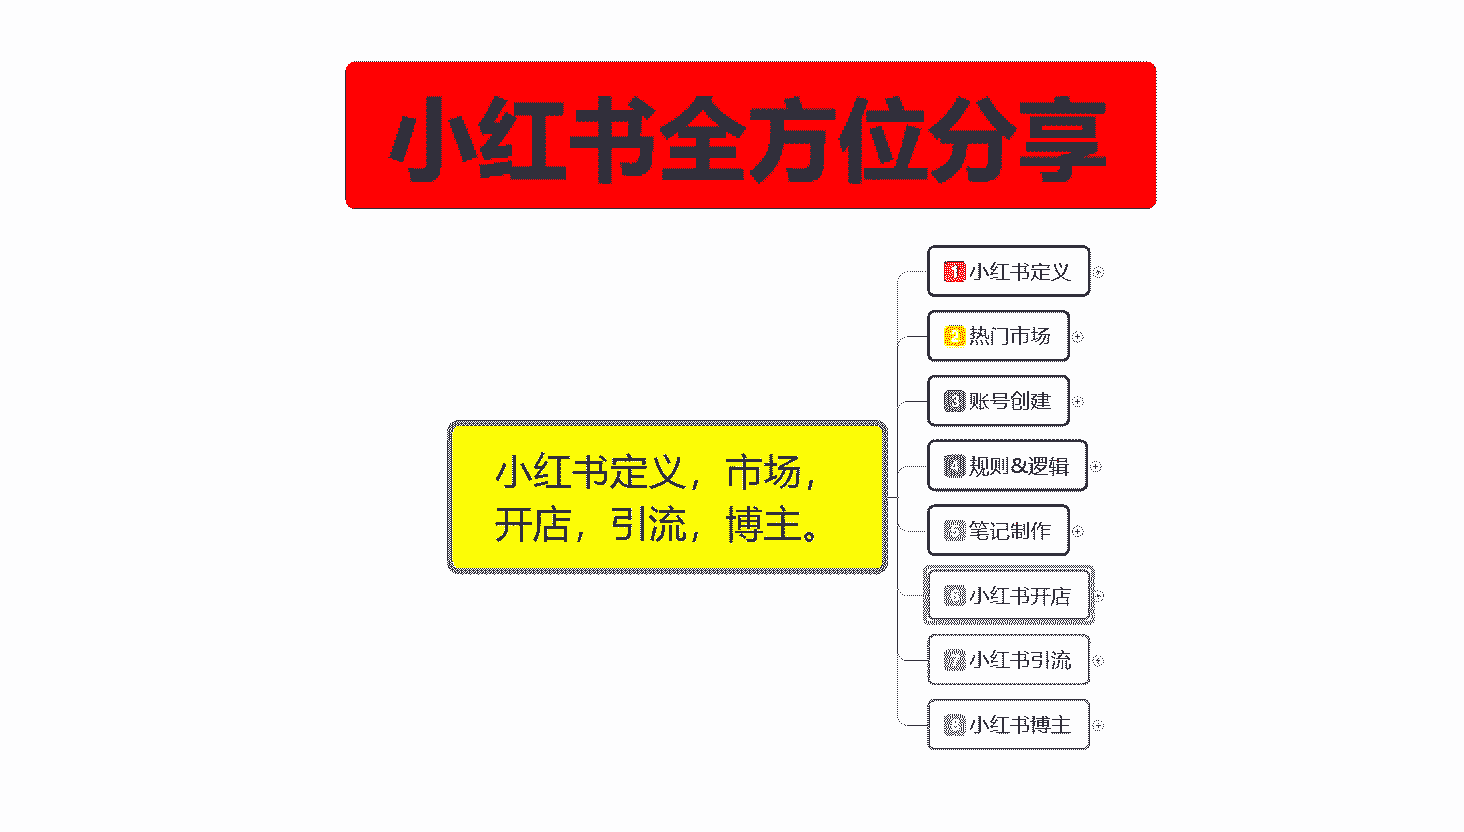 小红书全方位分享
小红书定义，市场，
开店，引流，博主。
1 小红书定义
2 热门市场
3 账号创建
4 规则&逻辑
5 笔记制作
6 小红书开店
7 小红书引流
8 小红书博主